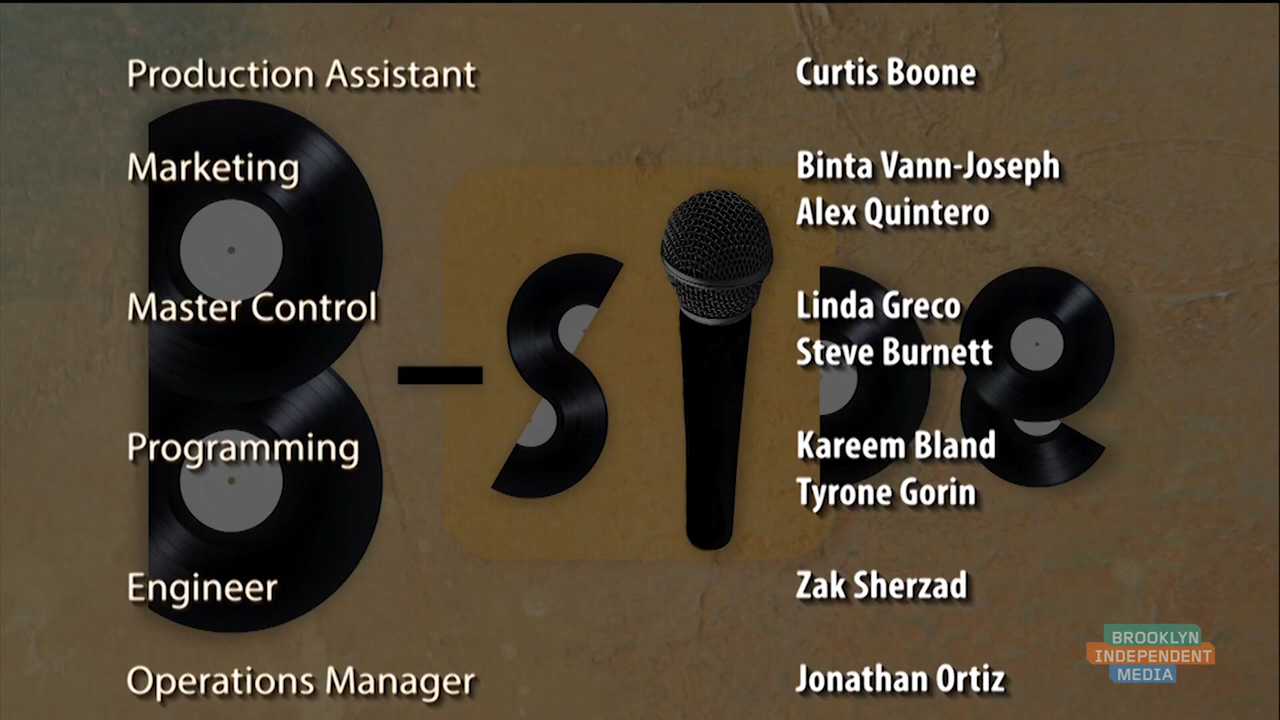 Production Assistant Curtis Boone
Marketing Binta Vann-Joseph
Alex Quintero
Master Control Linda Greco
Steve Burnett
B-side
Programming Kareem Bland
Tyrone Gorin
Engineer Zak Sherzad
BROOKLYN
INDEPENDENT
MEDIA
Operations Manager Jonathan Ortiz